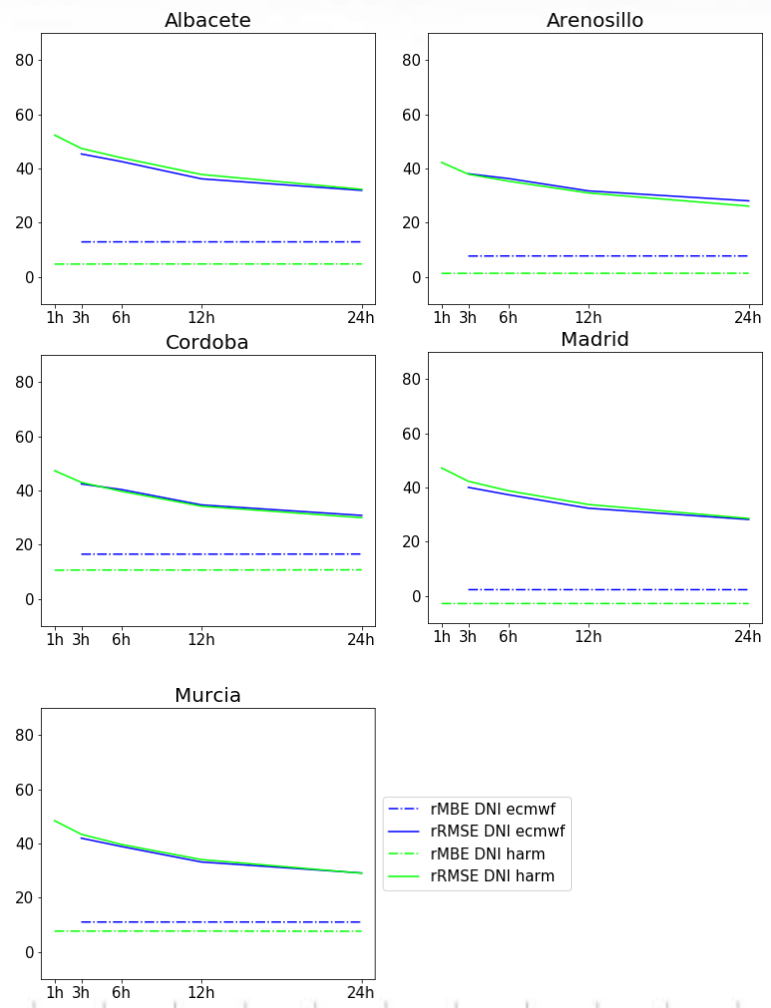 Albacete
80
60
40
20
0
1h 3h 6h 12h 24h
Arenosillo
80
60
40
20
0
1h 3h 6h 12h 24h
Cordoba
80
60
40
20
0
1h 3h 6h 12h 24h
Madrid
80
60
40
20
0
1h 3h 6h 12h 24h
Murcia
80
60
40
20
0
1h 3h 6h 12h 24h
rMBE DNI ecmwf
rRMSE DNI ecmwf
rMBE DNI harm
rRMSE DNI harm